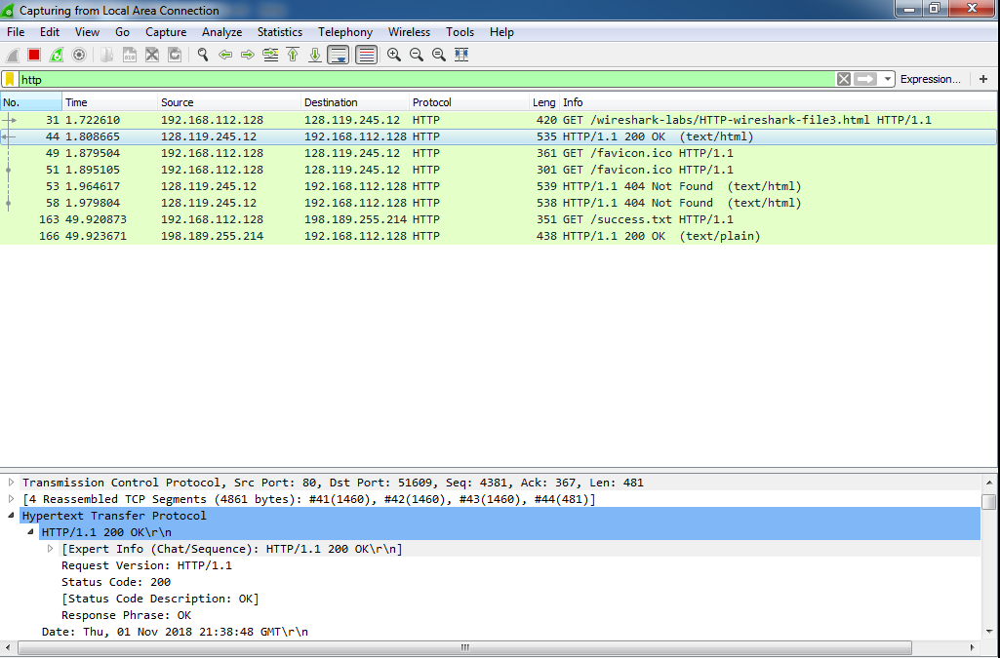 Capturing from Local Area Connection
File Edit View Go Capture Analyze Statistics Telephony Wireless Tools Help
http Expression... +
No. Time Source Destination Protocol Leng Info
31 1.722610 192.168.112.128 128.119.245.12 HTTP 420 GET /wireshark-labs/HTTP-wireshark-file3.html HTTP/1.1
44 1.808665 128.119.245.12 192.168.112.128 HTTP 535 HTTP/1.1 200 OK (text/html)
49 1.879504 192.168.112.128 128.119.245.12 HTTP 361 GET /favicon.ico HTTP/1.1
51 1.895105 192.168.112.128 128.119.245.12 HTTP 301 GET /favicon.ico HTTP/1.1
53 1.964617 128.119.245.12 192.168.112.128 HTTP 539 HTTP/1.1 404 Not Found (text/html)
58 1.979804 128.119.245.12 192.168.112.128 HTTP 538 HTTP/1.1 404 Not Found (text/html)
163 49.920873 192.168.112.128 198.189.255.214 HTTP 351 GET /success.txt HTTP/1.1
166 49.923671 198.189.255.214 192.168.112.128 HTTP 438 HTTP/1.1 200 OK (text/plain)
Transmission Control Protocol, Src Port: 80, Dst Port: 51609, Seq: 4381, Ack: 367, Len: 481
[4 Reassembled TCP Segments (4861 bytes): #41(1460), #42(1460), #43(1460), #44(481)]
Hypertext Transfer Protocol
HTTP/1.1 200 OK\r\n
[Expert Info (Chat/Sequence): HTTP/1.1 200 OK\r\n]
Request Version: HTTP/1.1
Status Code: 200
[Status Code Description: OK]
Response Phrase: OK
Date: Thu, 01 Nov 2018 21:38:48 GMT\r\n